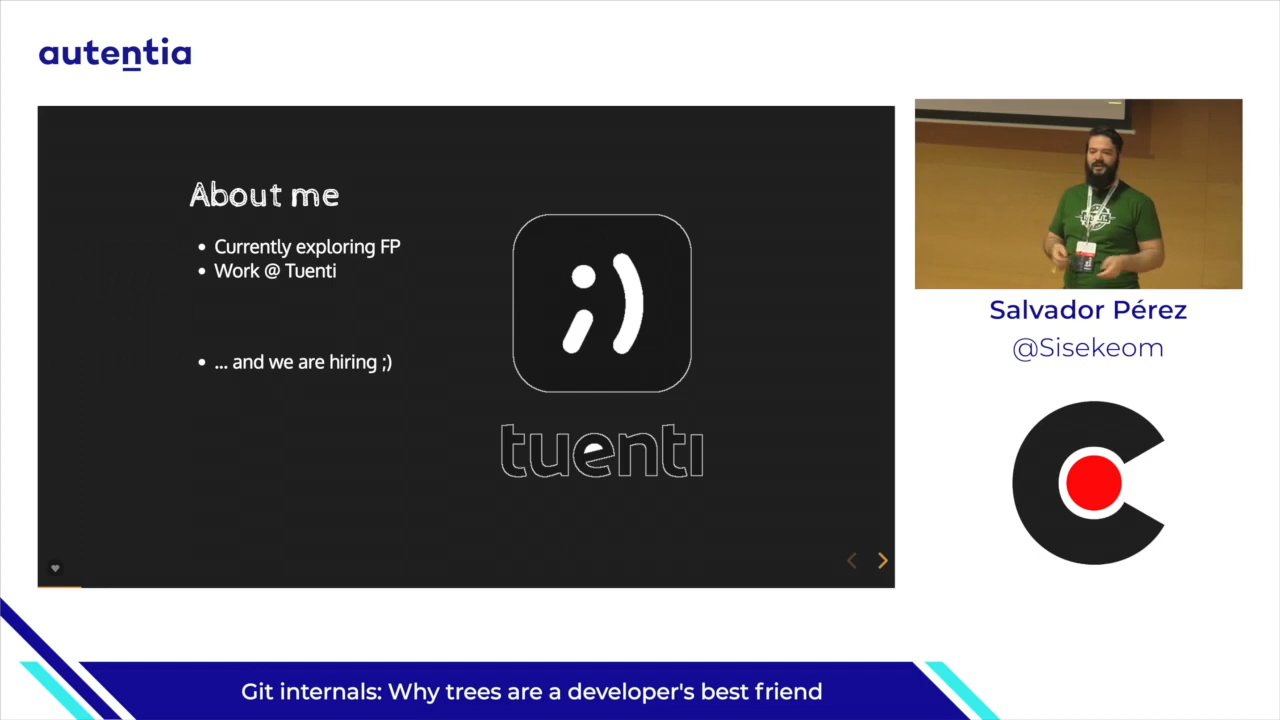 autentia
About me
• Currently exploring FP
• Work @ Tuenti
• ... and we are hiring ;)
tuenti
Salvador Pérez
@Sisekeom
Git internals: Why trees are a developer's best friend